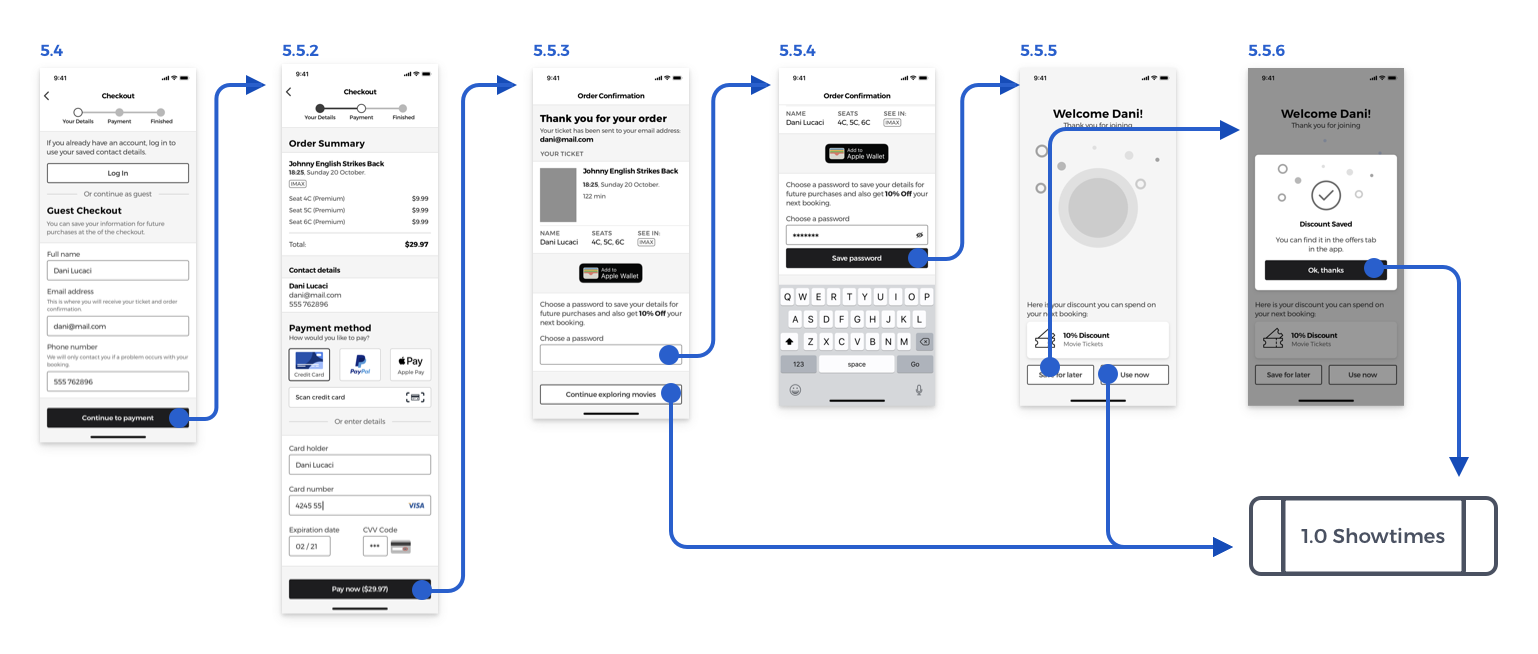 5.4
9:41
Checkout
Your Details
Payment
Finished
If you already have an account, log in to
use your saved contact details.
Log In
Or continue as guest
Guest Checkout
You can save your information for future
purchases at the of the checkout.
Full name
Dani Lucaci
Email address
This is where you will receive your ticket and order
confirmation.
dani@mail.com
Phone number
We will only contact you if a problem occurs with your
booking.
555 762896
Continue to payment
5.5.2
9:41
Checkout
Your Details
Payment
Finished
Order Summary
Johnny English Strikes Back
18:25, Sunday 20 October.
IMAX
Seat 4C (Premium) $9.99
Seat 5C (Premium) $9.99
Seat 6C (Premium) $9.99
Total: $29.97
Contact details
Dani Lucaci
dani@mail.com
555 762896
Payment method
How would you like to pay?
Credit Card
PayPal
PayPal
Pay
Apple Pay
Scan credit card
Or enter details
Card holder
Dani Lucaci
Card number
4245 55
VISA
Expiration date
CVV Code
02 / 21
•••
Pay now ($29.97)
5.5.3
9:41
Order Confirmation
Thank you for your order
Your ticket has been sent to your email address:
dani@mail.com
YOUR TICKET
Johnny English Strikes Back
18:25, Sunday 20 October.
122 min
NAME SEATS SEE IN:
Dani Lucaci 4C, 5C, 6C IMAX
Add to
Apple Wallet
Choose a password to save your details for
future purchases and also get 10% Off your
next booking.
Choose a password
Continue exploring movies
5.5.4
9:41
Order Confirmation
NAME SEATS SEE IN:
Dani Lucaci 4C, 5C, 6C IMAX
Add to
Apple Wallet
Choose a password to save your details for
future purchases and also get 10% Off your
next booking.
Choose a password
•••••••
Save password
Q W E R T Y U I O P
A S D F G H J K L
Z X C V B N M
123 space Go
5.5.5
9:41
Welcome Dani!
Thank you for joining
Here is your discount you can spend on
your next booking:
10% Discount
Movie Tickets
Save for later
Use now
5.5.6
9:41
Welcome Dani!
Thank you for joining
Discount Saved
You can find it in the offers tab
in the app.
Ok, thanks
Here is your discount you can spend on
your next booking:
10% Discount
Movie Tickets
Save for later
Use now
1.0 Showtimes